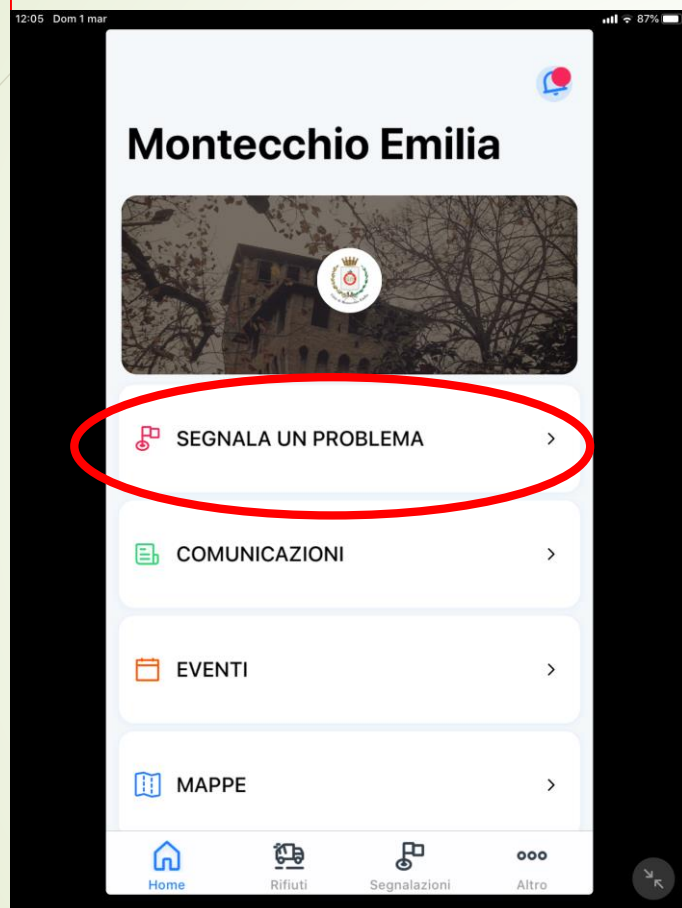 12:05 Dom 1 mar 87%
Montecchio Emilia
SEGNALA UN PROBLEMA
COMUNICAZIONI
EVENTI
MAPPE
Home Rifiuti Segnalazioni Altro